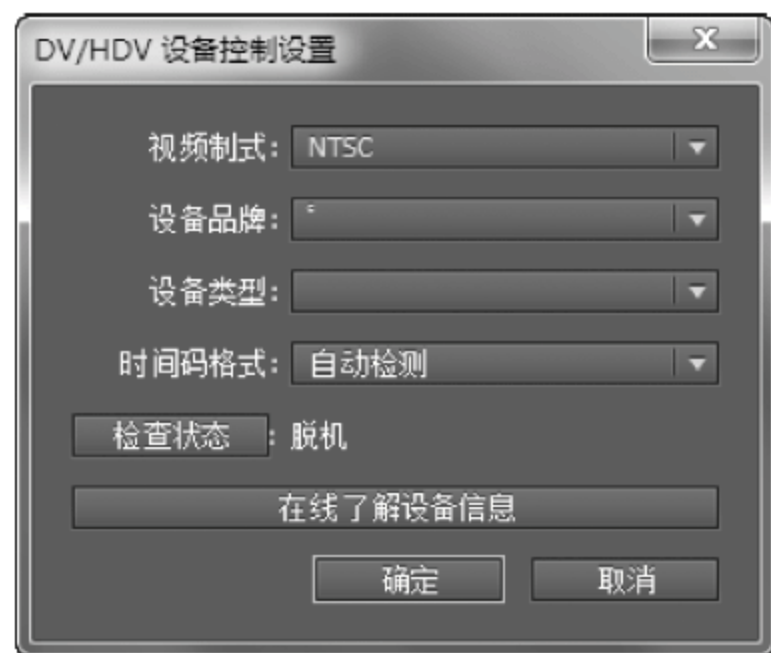 DV/HDV 设备控制设置
视频制式: NTSC
设备品牌:
设备类型:
时间码格式: 自动检测
检查状态 : 脱机
在线了解设备信息
确定 取消